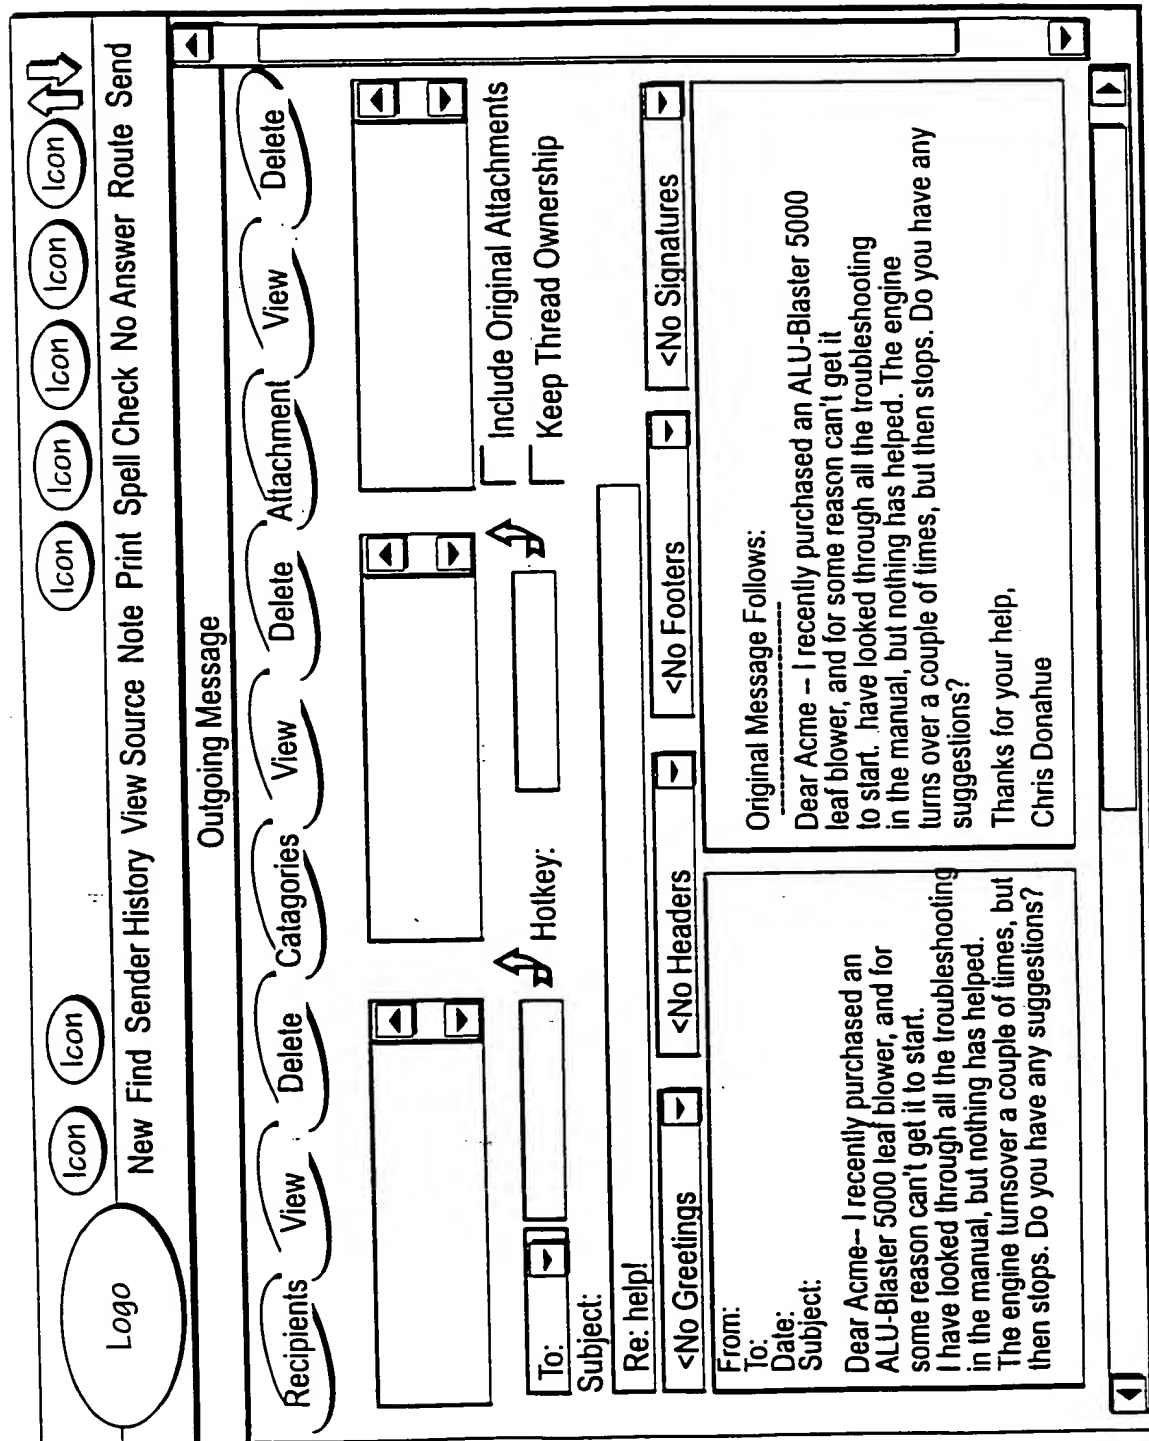 Logo
Icon
Icon
Icon
Icon
Icon
Icon
Icon
New Find Sender History View Source Note Print Spell Check No Answer Route Send
Outgoing Message
Recipients View Delete Catagories View Delete Attachment View Delete
To:
Hotkey:
Include Original Attachments
Keep Thread Ownership
Subject:
Re: help!
<No Greetings
<No Headers
<No Footers
<No Signatures
From:
To:
Date:
Subject:
Dear Acme-- I recently purchased an
ALU-Blaster 5000 leaf blower, and for
some reason can't get it to start.
I have looked through all the troubleshooting
in the manual, but nothing has helped.
The engine turnsover a couple of times, but
then stops. Do you have any suggestions?
Original Message Follows:
-----------------------------
Dear Acme -- I recently purchased an ALU-Blaster 5000
leaf blower, and for some reason can't get it
to start. .have looked through all the troubleshooting
in the manual, but nothing has helped. The engine
turns over a couple of times, but then stops. Do you have any
suggestions?
Thanks for your help,
Chris Donahue